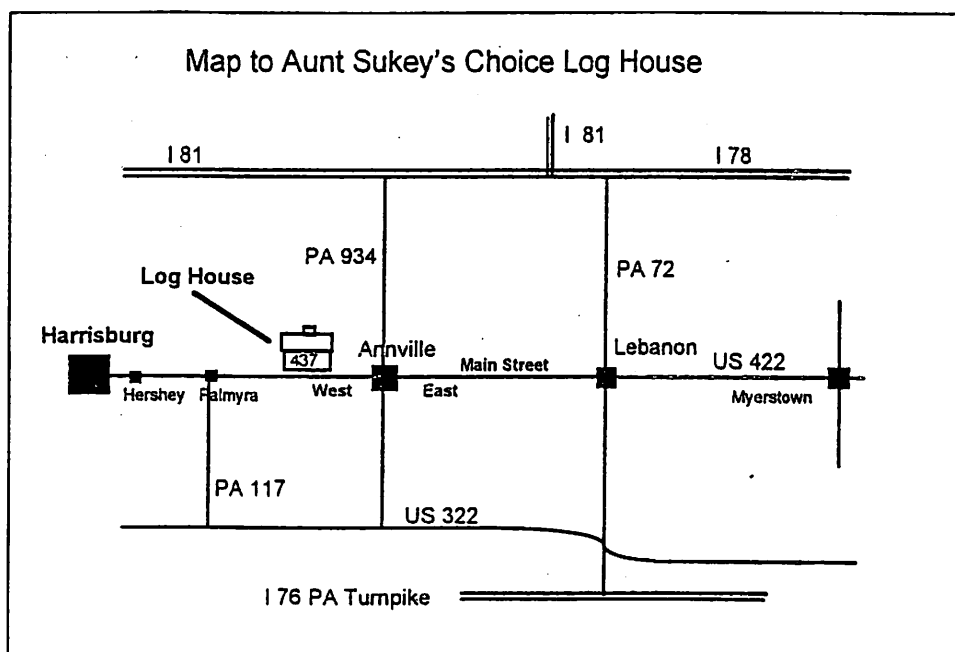 Map to Aunt Sukey's Choice Log House
I 81
I 81
I 78
PA 934
PA 72
Log House
Harrisburg
437
Annville
Lebanon
Main Street
US 422
Hershey
Palmyra
West
East
Myerstown
PA 117
US 322
I 76 PA Turnpike